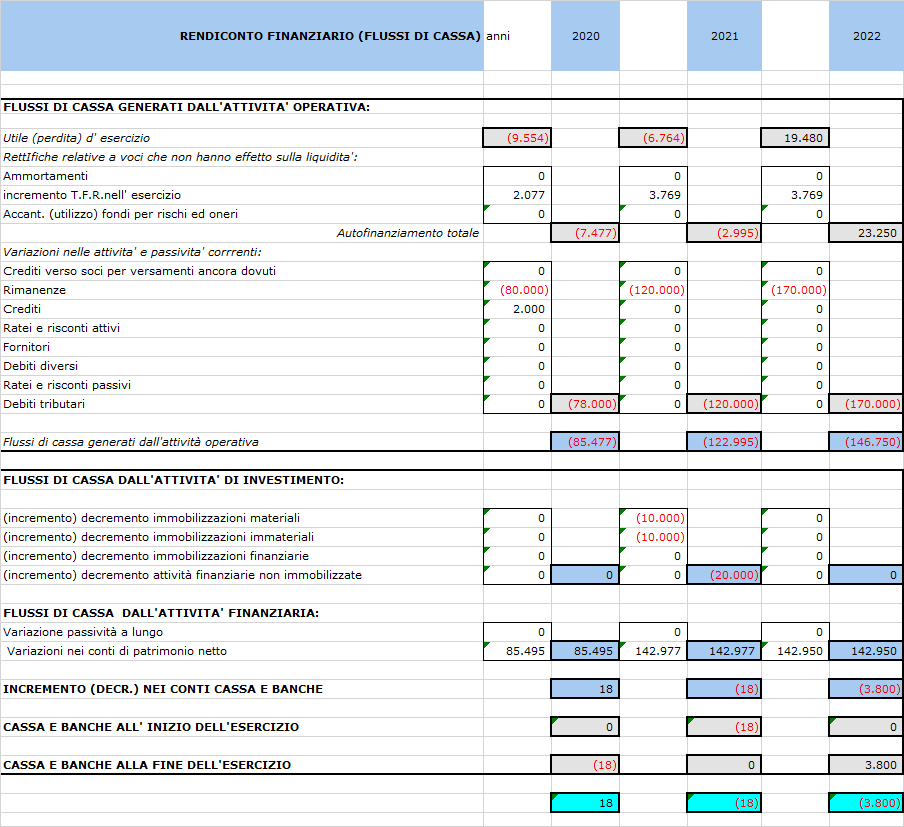 RENDICONTO FINANZIARIO (FLUSSI DI CASSA) anni 2020 2021 2022
FLUSSI DI CASSA GENERATI DALL'ATTIVITA' OPERATIVA:
Utile (perdita) d' esercizio (9.554) (6.764) 19.480
RettIfiche relative a voci che non hanno effetto sulla liquidita':
Ammortamenti 0 0 0
incremento T.F.R.nell' esercizio 2.077 3.769 3.769
Accant. (utilizzo) fondi per rischi ed oneri 0 0 0
Autofinanziamento totale (7.477) (2.995) 23.250
Variazioni nelle attivita' e passivita' corrrenti:
Crediti verso soci per versamenti ancora dovuti 0 0 0
Rimanenze (80.000) (120.000) (170.000)
Crediti 2.000 0 0
Ratei e risconti attivi 0 0 0
Fornitori 0 0 0
Debiti diversi 0 0 0
Ratei e risconti passivi 0 0 0
Debiti tributari 0 (78.000) 0 (120.000) 0 (170.000)
Flussi di cassa generati dall'attività operativa (85.477) (122.995) (146.750)
FLUSSI DI CASSA DALL'ATTIVITA' DI INVESTIMENTO:
(incremento) decremento immobilizzazioni materiali 0 (10.000) 0
(incremento) decremento immobilizzazioni immateriali 0 (10.000) 0
(incremento) decremento immobilizzazioni finanziarie 0 0 0
(incremento) decremento attività finanziarie non immobilizzate 0 0 0 (20.000) 0 0
FLUSSI DI CASSA DALL'ATTIVITA' FINANZIARIA:
Variazione passività a lungo 0 0 0
Variazioni nei conti di patrimonio netto 85.495 85.495 142.977 142.977 142.950 142.950
INCREMENTO (DECR.) NEI CONTI CASSA E BANCHE 18 (18) (3.800)
CASSA E BANCHE ALL' INIZIO DELL'ESERCIZIO 0 (18) 0
CASSA E BANCHE ALLA FINE DELL'ESERCIZIO (18) 0 3.800
18 (18) (3.800)